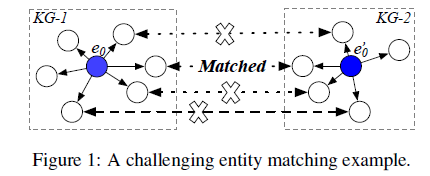 KG-1
KG-2
e0
e'0
Matched
Figure 1: A challenging entity matching example.